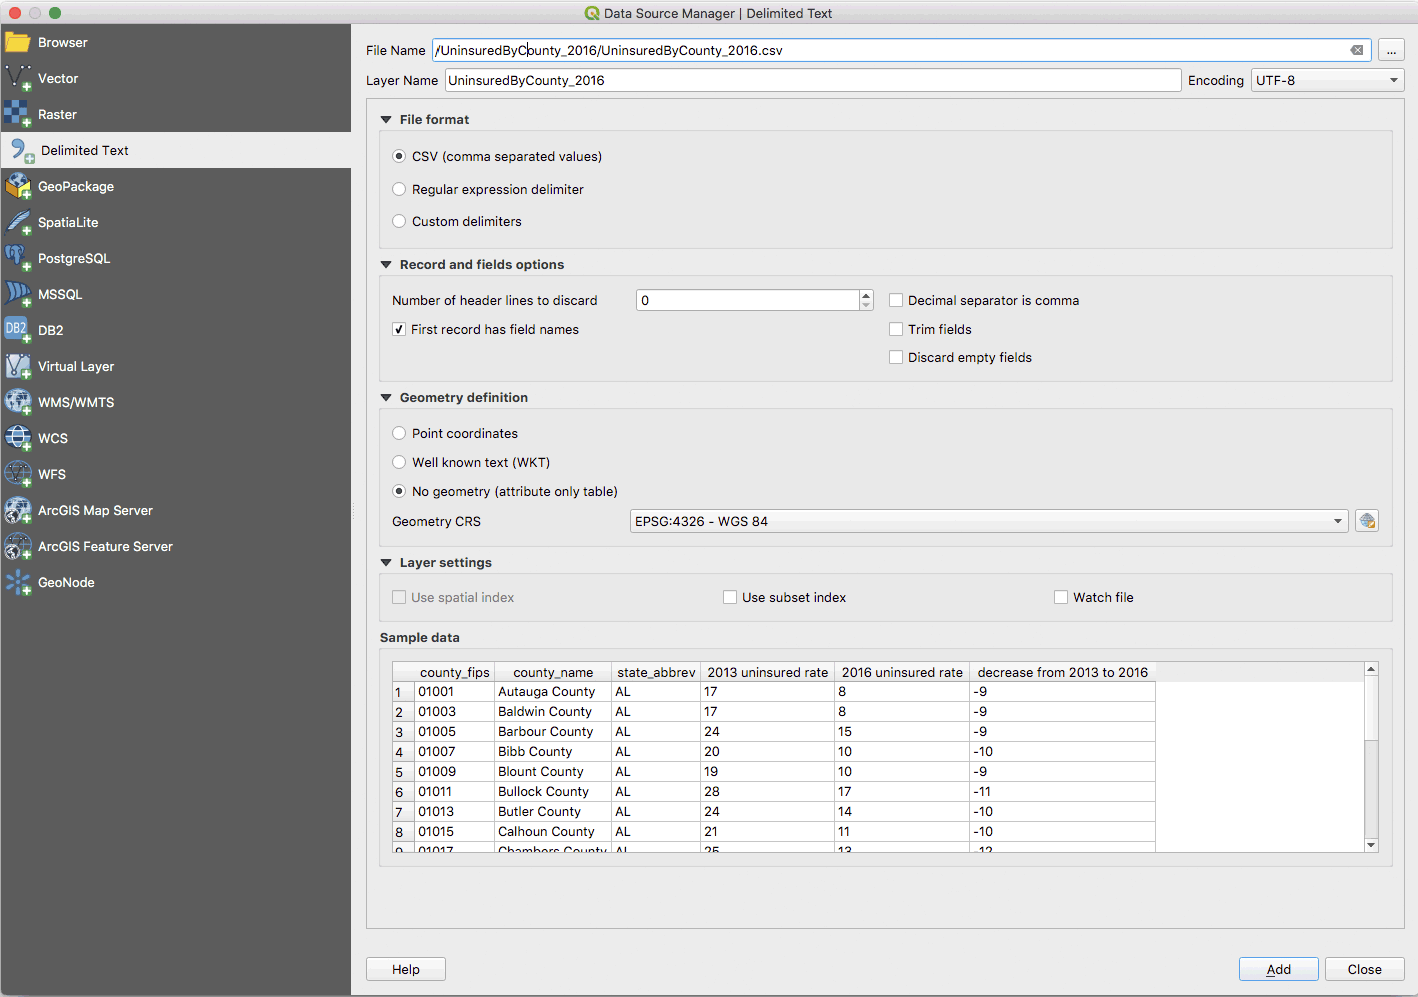 Data Source Manager | Delimited Text
Browser
Vector
Raster
Delimited Text
GeoPackage
SpatiaLite
PostgreSQL
MSSQL
DB2 DB2
Virtual Layer
WMS/WMTS
WCS
WFS
ArcGIS Map Server
ArcGIS Feature Server
GeoNode
File Name /UninsuredByCounty_2016/UninsuredByCounty_2016.csv ...
Layer Name UninsuredByCounty_2016 Encoding UTF-8
File format
CSV (comma separated values)
Regular expression delimiter
Custom delimiters
Record and fields options
Number of header lines to discard 0 Decimal separator is comma
First record has field names Trim fields
Discard empty fields
Geometry definition
Point coordinates
Well known text (WKT)
No geometry (attribute only table)
Geometry CRS EPSG:4326 - WGS 84
Layer settings
Use spatial index Use subset index Watch file
Sample data
county_fips county_name state_abbrev 2013 uninsured rate 2016 uninsured rate decrease from 2013 to 2016
1 01001 Autauga County AL 17 8 -9
2 01003 Baldwin County AL 17 8 -9
3 01005 Barbour County AL 24 15 -9
4 01007 Bibb County AL 20 10 -10
5 01009 Blount County AL 19 10 -9
6 01011 Bullock County AL 28 17 -11
7 01013 Butler County AL 24 14 -10
8 01015 Calhoun County AL 21 11 -10
9 01017 Chambers County AL 25 13 -12
Help Add Close